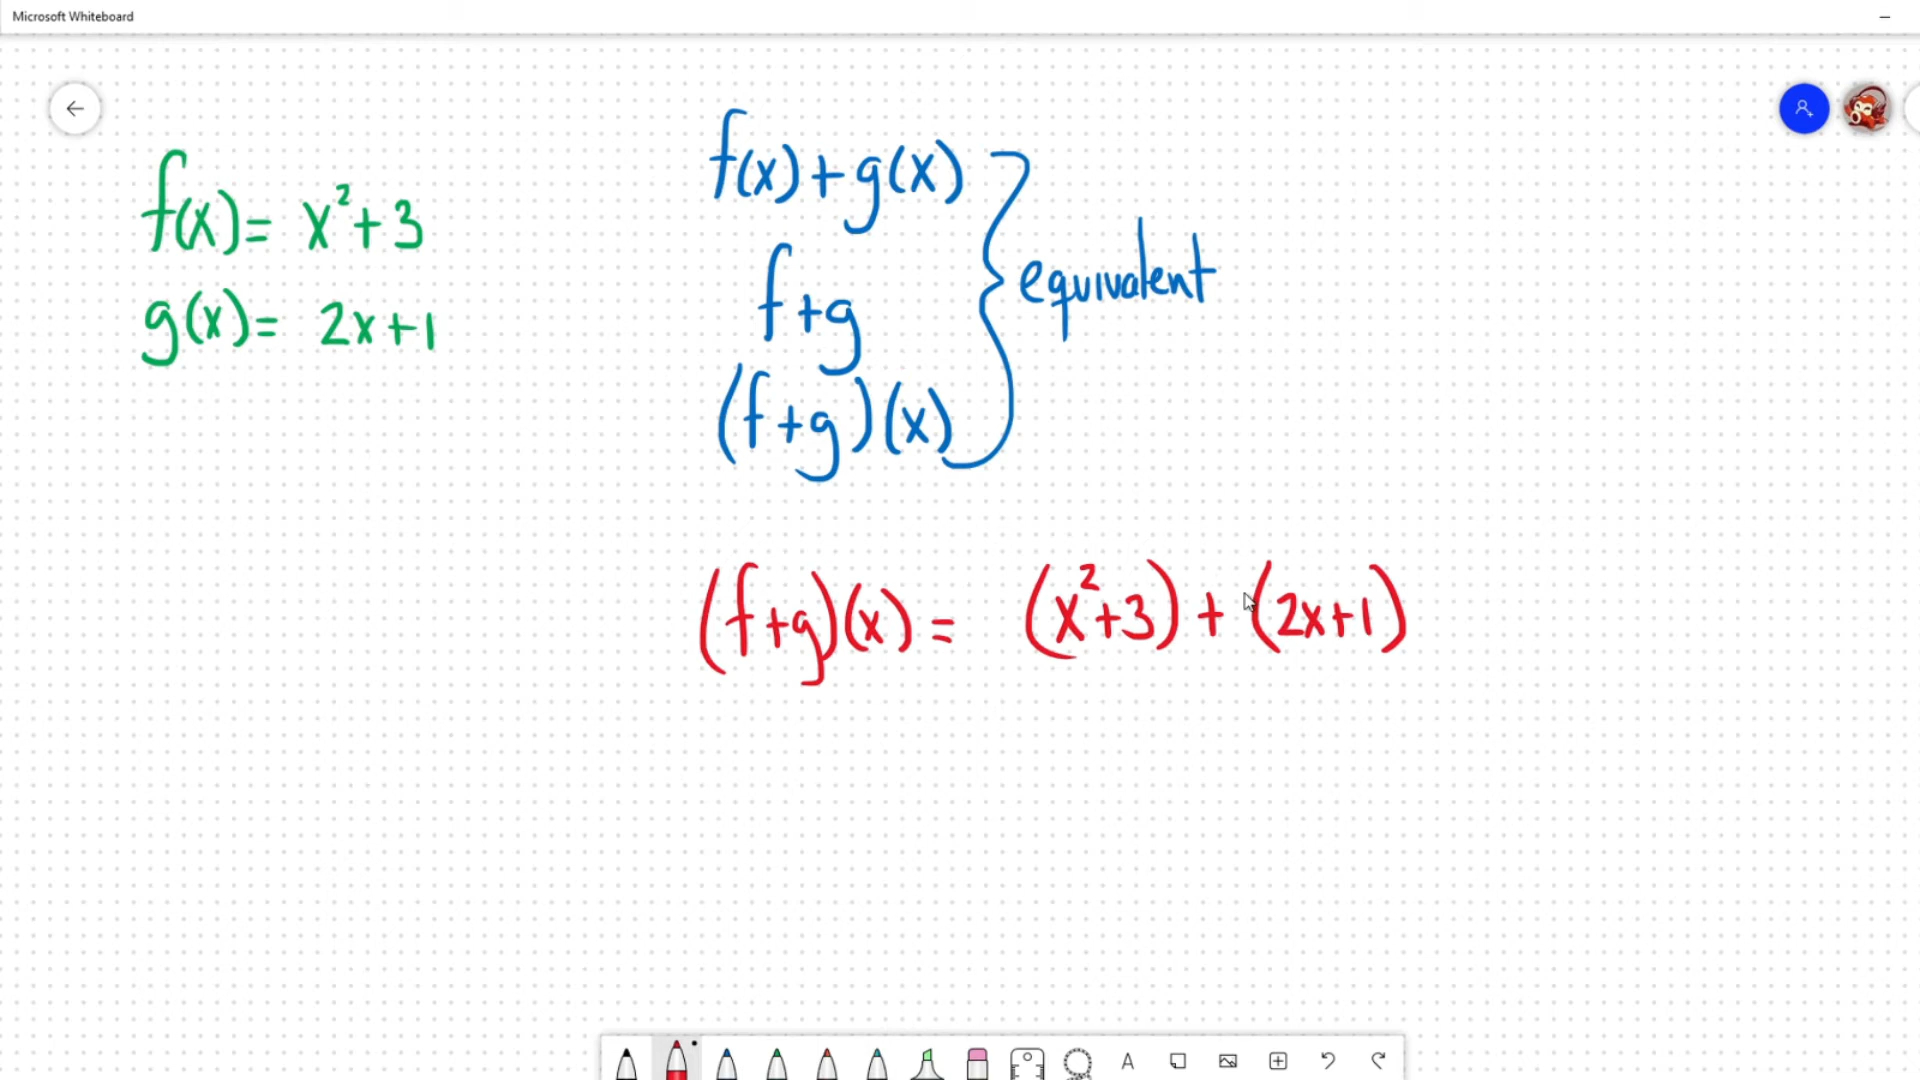 Microsoft Whiteboard
f(x) = x²+3
g(x) = 2x+1
f(x)+g(x)
f+g
(f+g)(x)
equivalent
(f+g)(x) = (x²+3) + (2x+1)
A